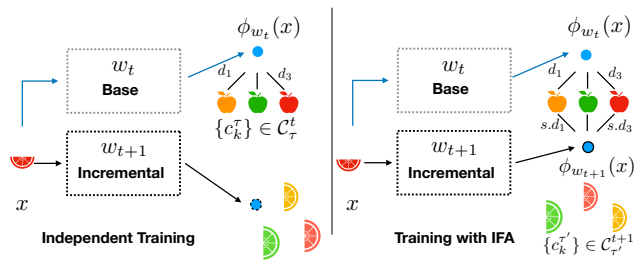 ϕ_{w_t}(x)
w_t
Base
d_1
d_3
{c_k^τ} ∈ C_τ^t
w_{t+1}
Incremental
x
Independent Training
ϕ_{w_t}(x)
w_t
Base
d_1
d_3
s.d_1
s.d_3
w_{t+1}
Incremental
ϕ_{w_{t+1}}(x)
x
{c_k^{τ'}} ∈ C_{τ'}^{t+1}
Training with IFA